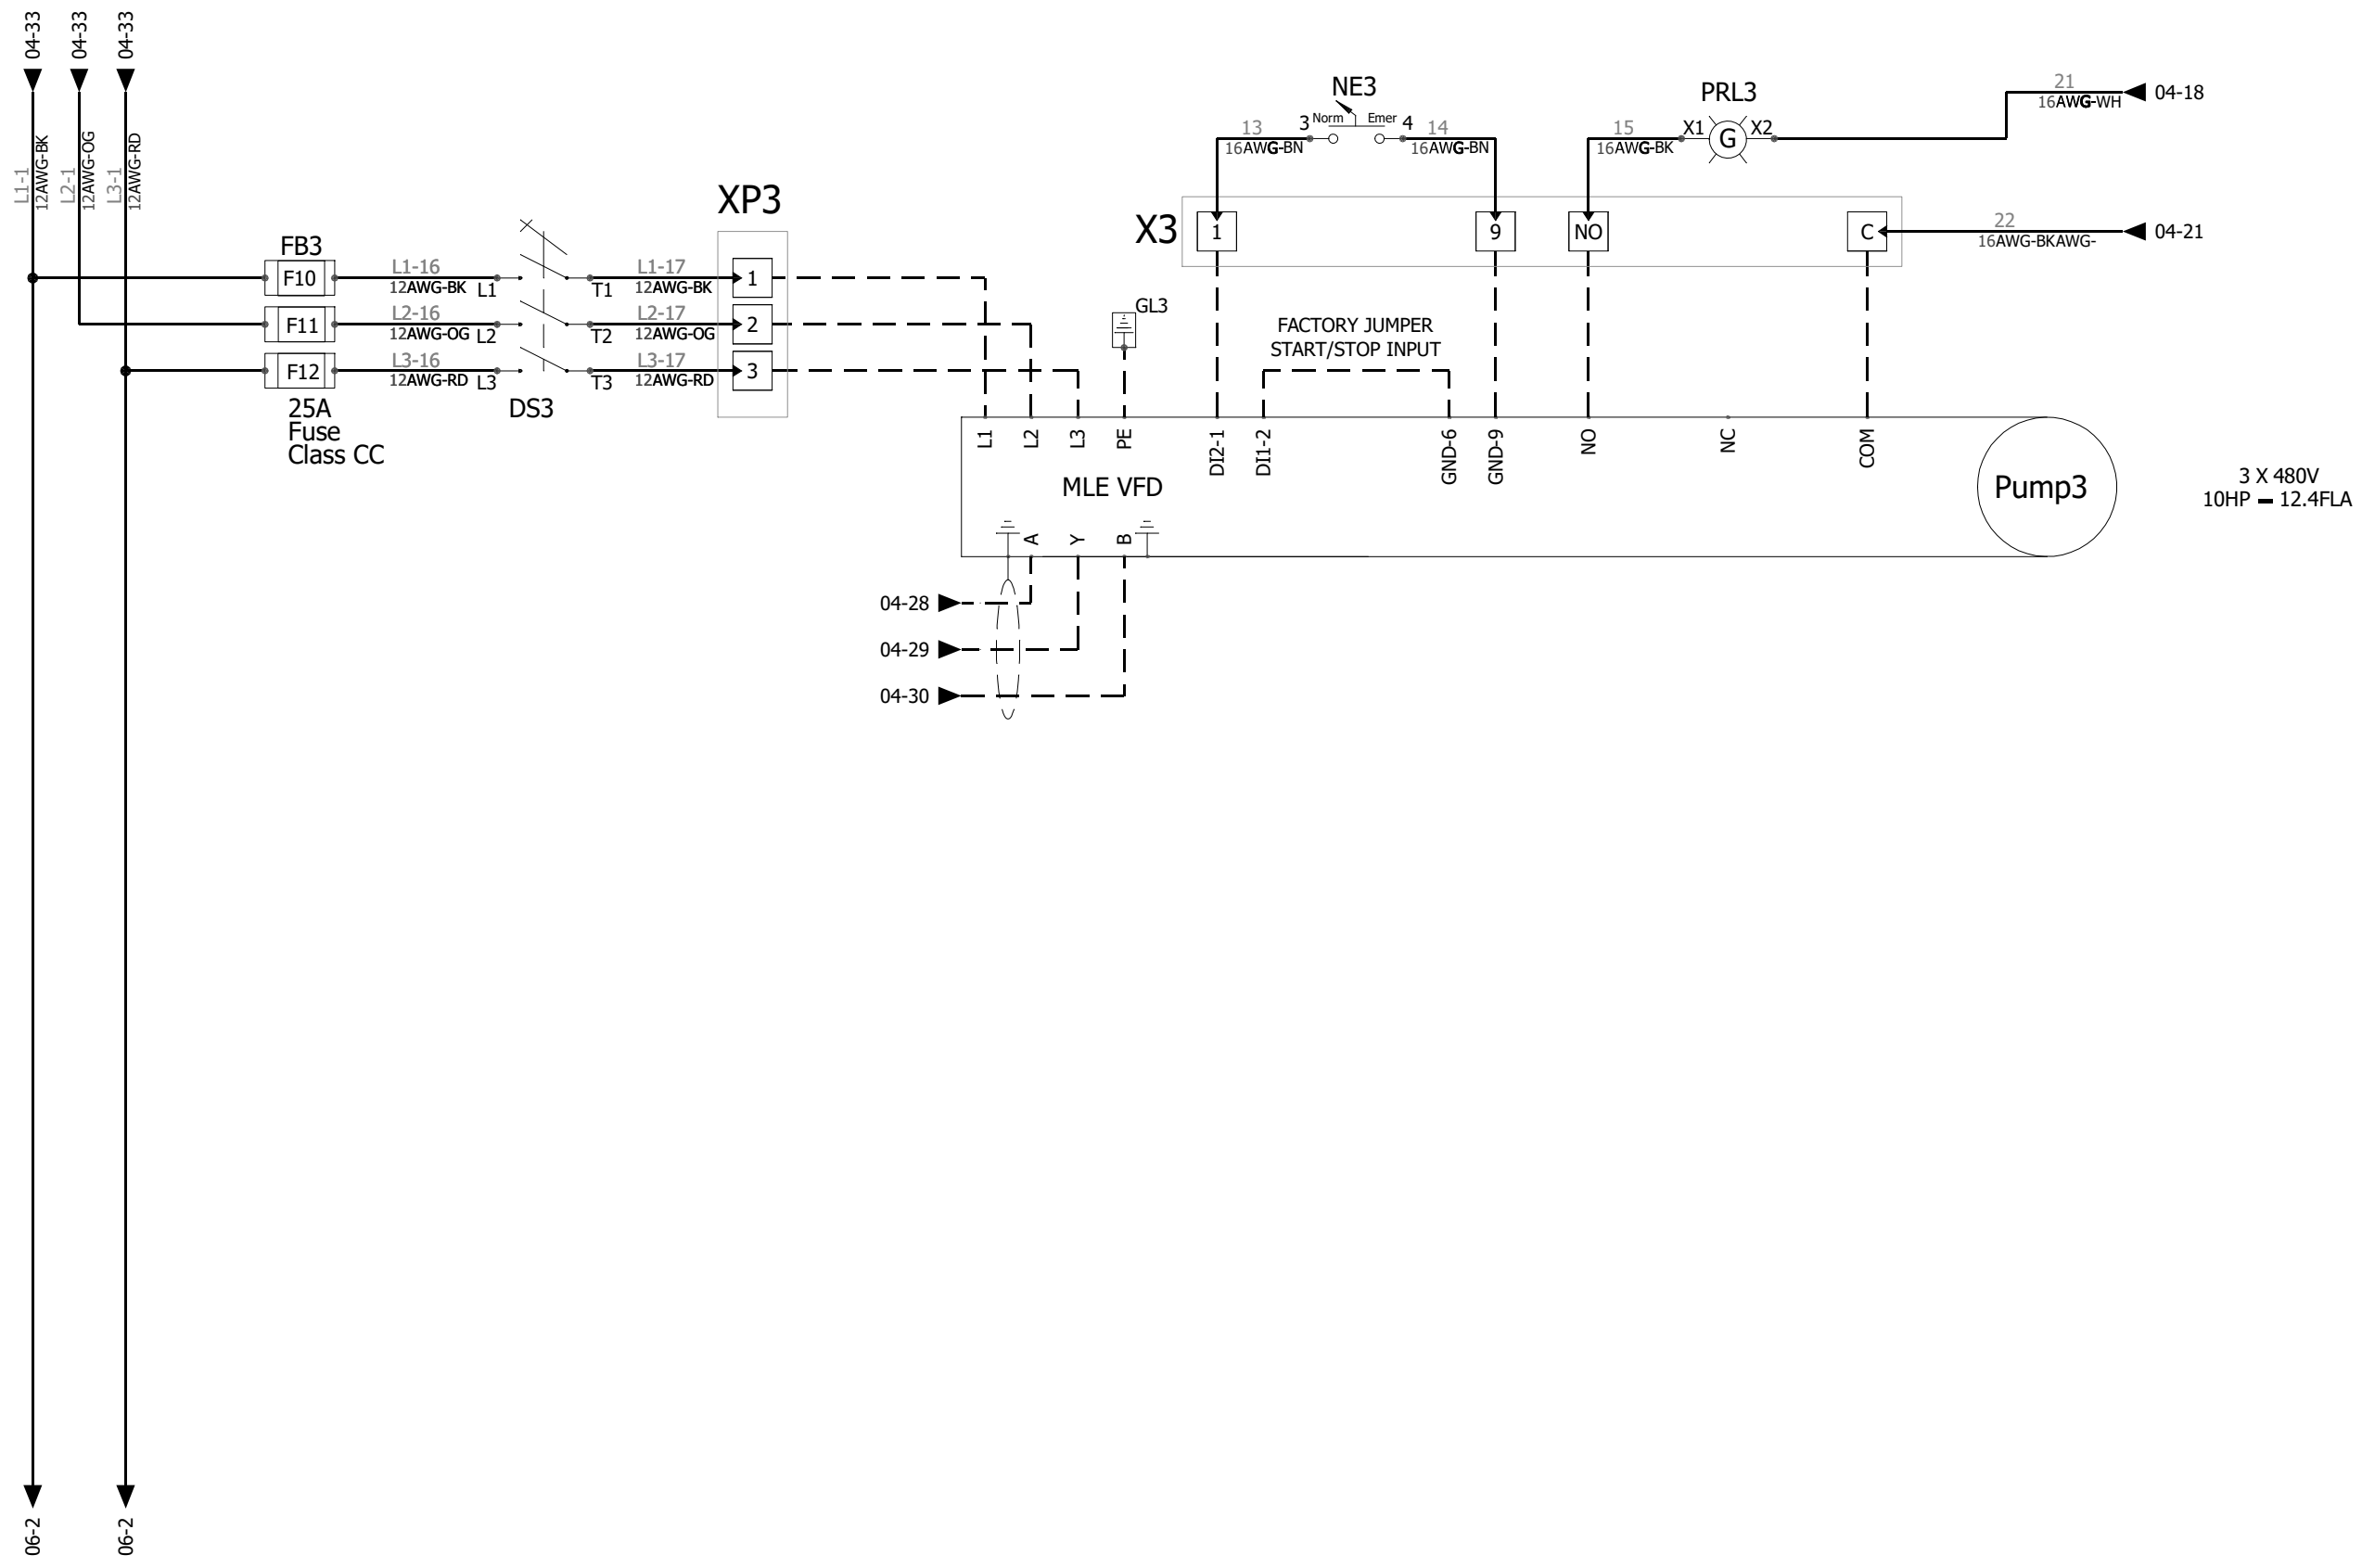 04-33
04-33
04-33
L1-1
12AWG-BK
L2-1
12AWG-OG
L3-1
12AWG-RD
NE3
3 Norm Emer 4
13
16AWG-BN
14
16AWG-BN
PRL3
15
16AWG-BK
X1 G X2
21
16AWG-WH
04-18
XP3
X3
1
9
NO
C
22
16AWG-BKAWG-
04-21
FB3
F10
L1-16
12AWG-BK L1
T1
L1-17
12AWG-BK
1
F11
L2-16
12AWG-OG L2
T2
L2-17
12AWG-OG
2
F12
L3-16
12AWG-RD L3
T3
L3-17
12AWG-RD
3
25A
Fuse
Class CC
DS3
GL3
FACTORY JUMPER
START/STOP INPUT
L1
L2
L3
PE
DI2-1
DI1-2
GND-6
GND-9
NO
NC
COM
MLE VFD
Pump3
3 X 480V
10HP - 12.4FLA
A
Y
B
04-28
04-29
04-30
06-2
06-2